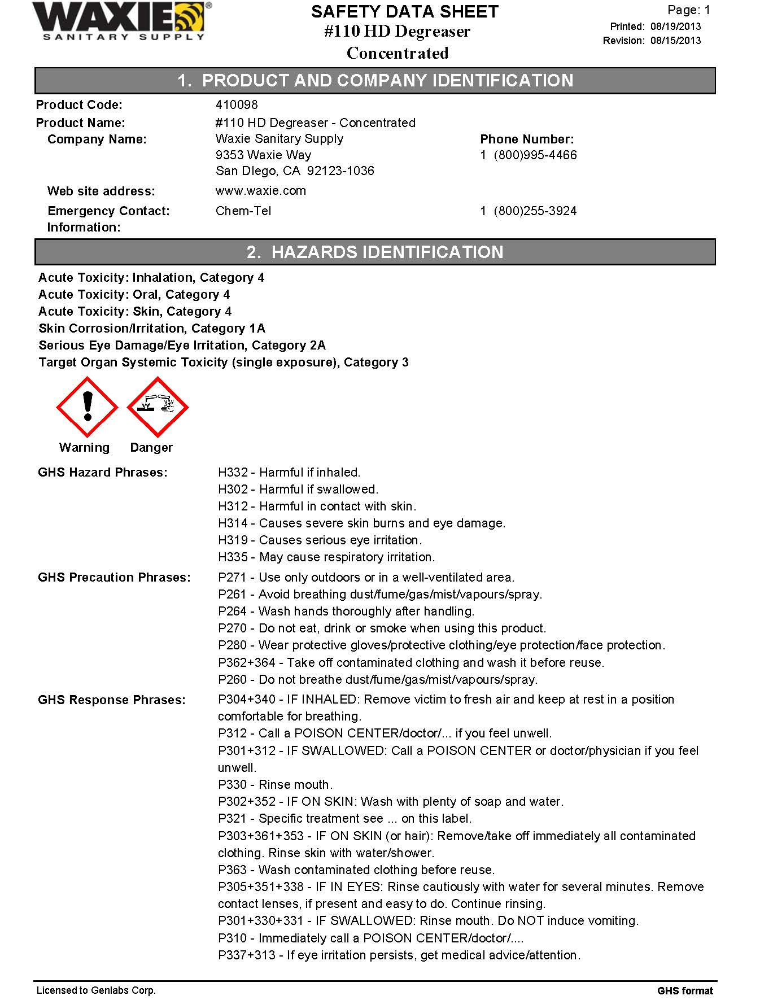 WAXIE®
SANITARY SUPPLY
SAFETY DATA SHEET
#110 HD Degreaser
Concentrated
Page: 1
Printed: 08/19/2013
Revision: 08/15/2013
1. PRODUCT AND COMPANY IDENTIFICATION
Product Code: 410098
Product Name: #110 HD Degreaser - Concentrated
Company Name: Waxie Sanitary Supply Phone Number:
9353 Waxie Way 1 (800)995-4466
San DIego, CA 92123-1036
Web site address: www.waxie.com
Emergency Contact: Chem-Tel 1 (800)255-3924
Information:
2. HAZARDS IDENTIFICATION
Acute Toxicity: Inhalation, Category 4
Acute Toxicity: Oral, Category 4
Acute Toxicity: Skin, Category 4
Skin Corrosion/Irritation, Category 1A
Serious Eye Damage/Eye Irritation, Category 2A
Target Organ Systemic Toxicity (single exposure), Category 3
Warning Danger
GHS Hazard Phrases: H332 - Harmful if inhaled.
H302 - Harmful if swallowed.
H312 - Harmful in contact with skin.
H314 - Causes severe skin burns and eye damage.
H319 - Causes serious eye irritation.
H335 - May cause respiratory irritation.
GHS Precaution Phrases: P271 - Use only outdoors or in a well-ventilated area.
P261 - Avoid breathing dust/fume/gas/mist/vapours/spray.
P264 - Wash hands thoroughly after handling.
P270 - Do not eat, drink or smoke when using this product.
P280 - Wear protective gloves/protective clothing/eye protection/face protection.
P362+364 - Take off contaminated clothing and wash it before reuse.
P260 - Do not breathe dust/fume/gas/mist/vapours/spray.
GHS Response Phrases: P304+340 - IF INHALED: Remove victim to fresh air and keep at rest in a position
comfortable for breathing.
P312 - Call a POISON CENTER/doctor/... if you feel unwell.
P301+312 - IF SWALLOWED: Call a POISON CENTER or doctor/physician if you feel
unwell.
P330 - Rinse mouth.
P302+352 - IF ON SKIN: Wash with plenty of soap and water.
P321 - Specific treatment see ... on this label.
P303+361+353 - IF ON SKIN (or hair): Remove/take off immediately all contaminated
clothing. Rinse skin with water/shower.
P363 - Wash contaminated clothing before reuse.
P305+351+338 - IF IN EYES: Rinse cautiously with water for several minutes. Remove
contact lenses, if present and easy to do. Continue rinsing.
P301+330+331 - IF SWALLOWED: Rinse mouth. Do NOT induce vomiting.
P310 - Immediately call a POISON CENTER/doctor/....
P337+313 - If eye irritation persists, get medical advice/attention.
Licensed to Genlabs Corp. GHS format